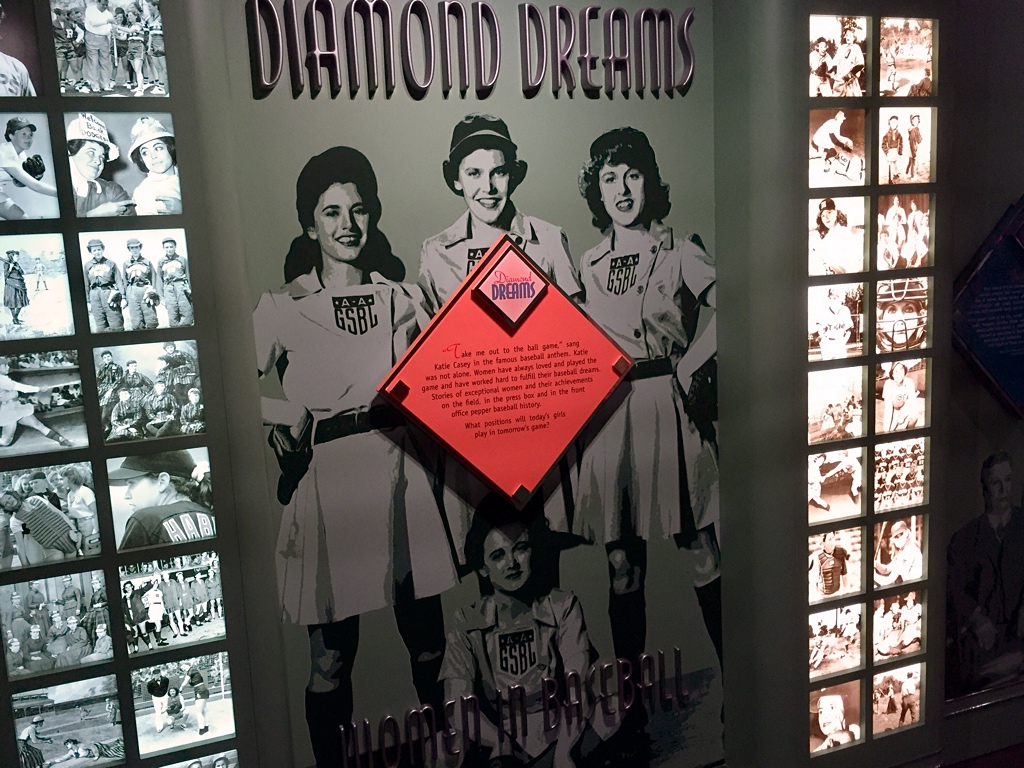 DIAMOND DREAMS
Diamond
DREAMS
"Take me out to the ball game," sang
Katie Casey in the famous baseball anthem. Katie
was not alone. Women have always loved and played the
game and have worked hard to fulfill their baseball dreams.
Stories of exceptional women and their achievements
on the field, in the press box and in the front
office pepper baseball history.
What positions will today's girls
play in tomorrow's game?
A-A
GSBL
A-A
GSBL
A-A
GSBL
WOMEN IN BASEBALL
DODGERS
HABI